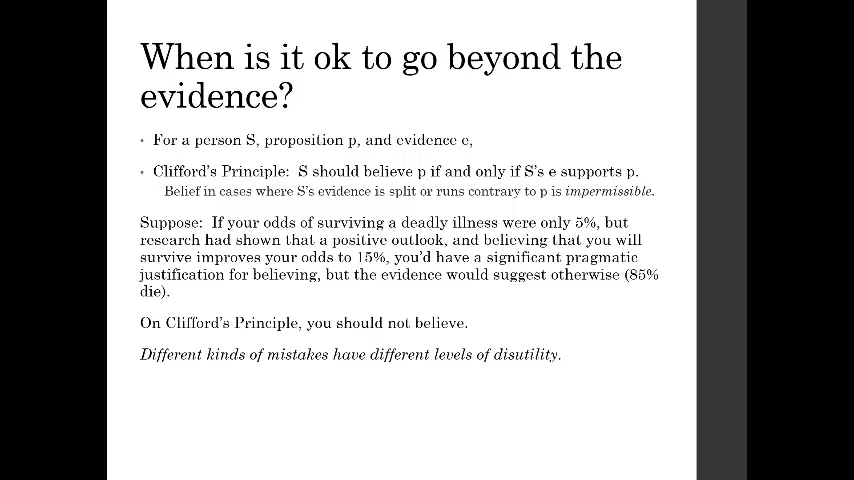 When is it ok to go beyond the
evidence?
• For a person S, proposition p, and evidence e,
• Clifford's Principle: S should believe p if and only if S's e supports p.
Belief in cases where S's evidence is split or runs contrary to p is impermissible.
Suppose: If your odds of surviving a deadly illness were only 5%, but
research had shown that a positive outlook, and believing that you will
survive improves your odds to 15%, you'd have a significant pragmatic
justification for believing, but the evidence would suggest otherwise (85%
die).
On Clifford's Principle, you should not believe.
Different kinds of mistakes have different levels of disutility.